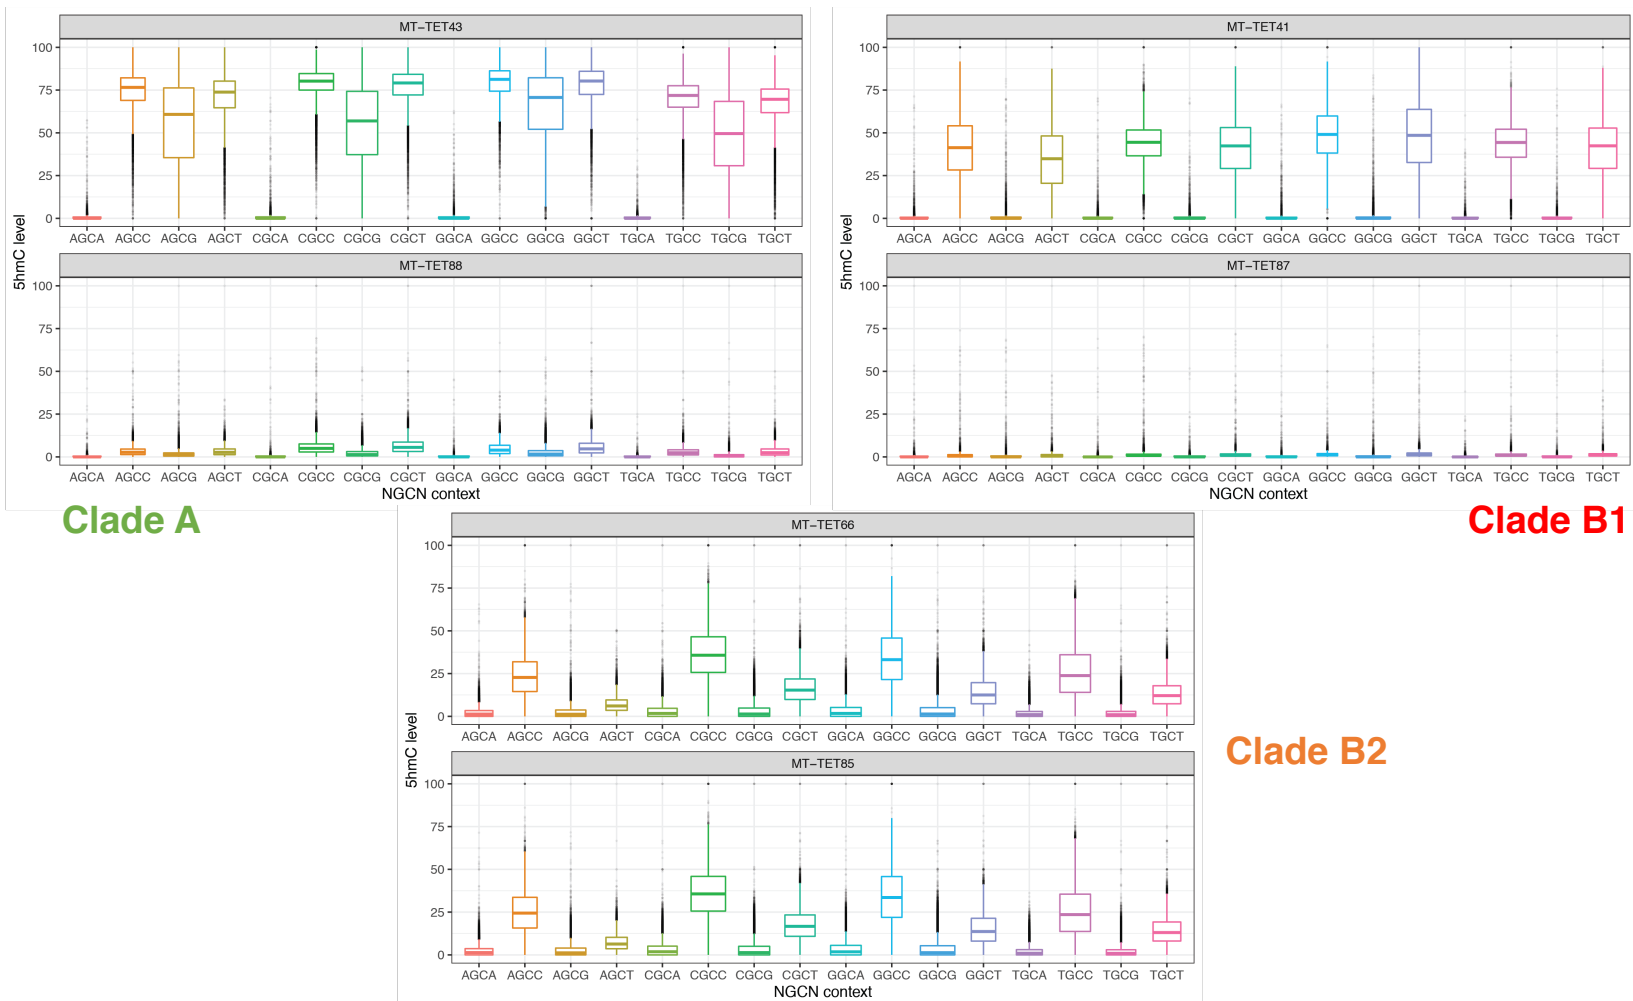 MT−TET43
100
75
50
25
0
AGCA AGCC AGCG AGCT CGCA CGCC CGCG CGCT GGCA GGCC GGCG GGCT TGCA TGCC TGCG TGCT
5hmC level
MT−TET88
100
75
50
25
0
AGCA AGCC AGCG AGCT CGCA CGCC CGCG CGCT GGCA GGCC GGCG GGCT TGCA TGCC TGCG TGCT
NGCN context
Clade A
MT−TET41
100
75
50
25
0
AGCA AGCC AGCG AGCT CGCA CGCC CGCG CGCT GGCA GGCC GGCG GGCT TGCA TGCC TGCG TGCT
5hmC level
MT−TET87
100
75
50
25
0
AGCA AGCC AGCG AGCT CGCA CGCC CGCG CGCT GGCA GGCC GGCG GGCT TGCA TGCC TGCG TGCT
NGCN context
Clade B1
MT−TET66
100
75
50
25
0
AGCA AGCC AGCG AGCT CGCA CGCC CGCG CGCT GGCA GGCC GGCG GGCT TGCA TGCC TGCG TGCT
5hmC level
MT−TET85
100
75
50
25
0
AGCA AGCC AGCG AGCT CGCA CGCC CGCG CGCT GGCA GGCC GGCG GGCT TGCA TGCC TGCG TGCT
NGCN context
Clade B2